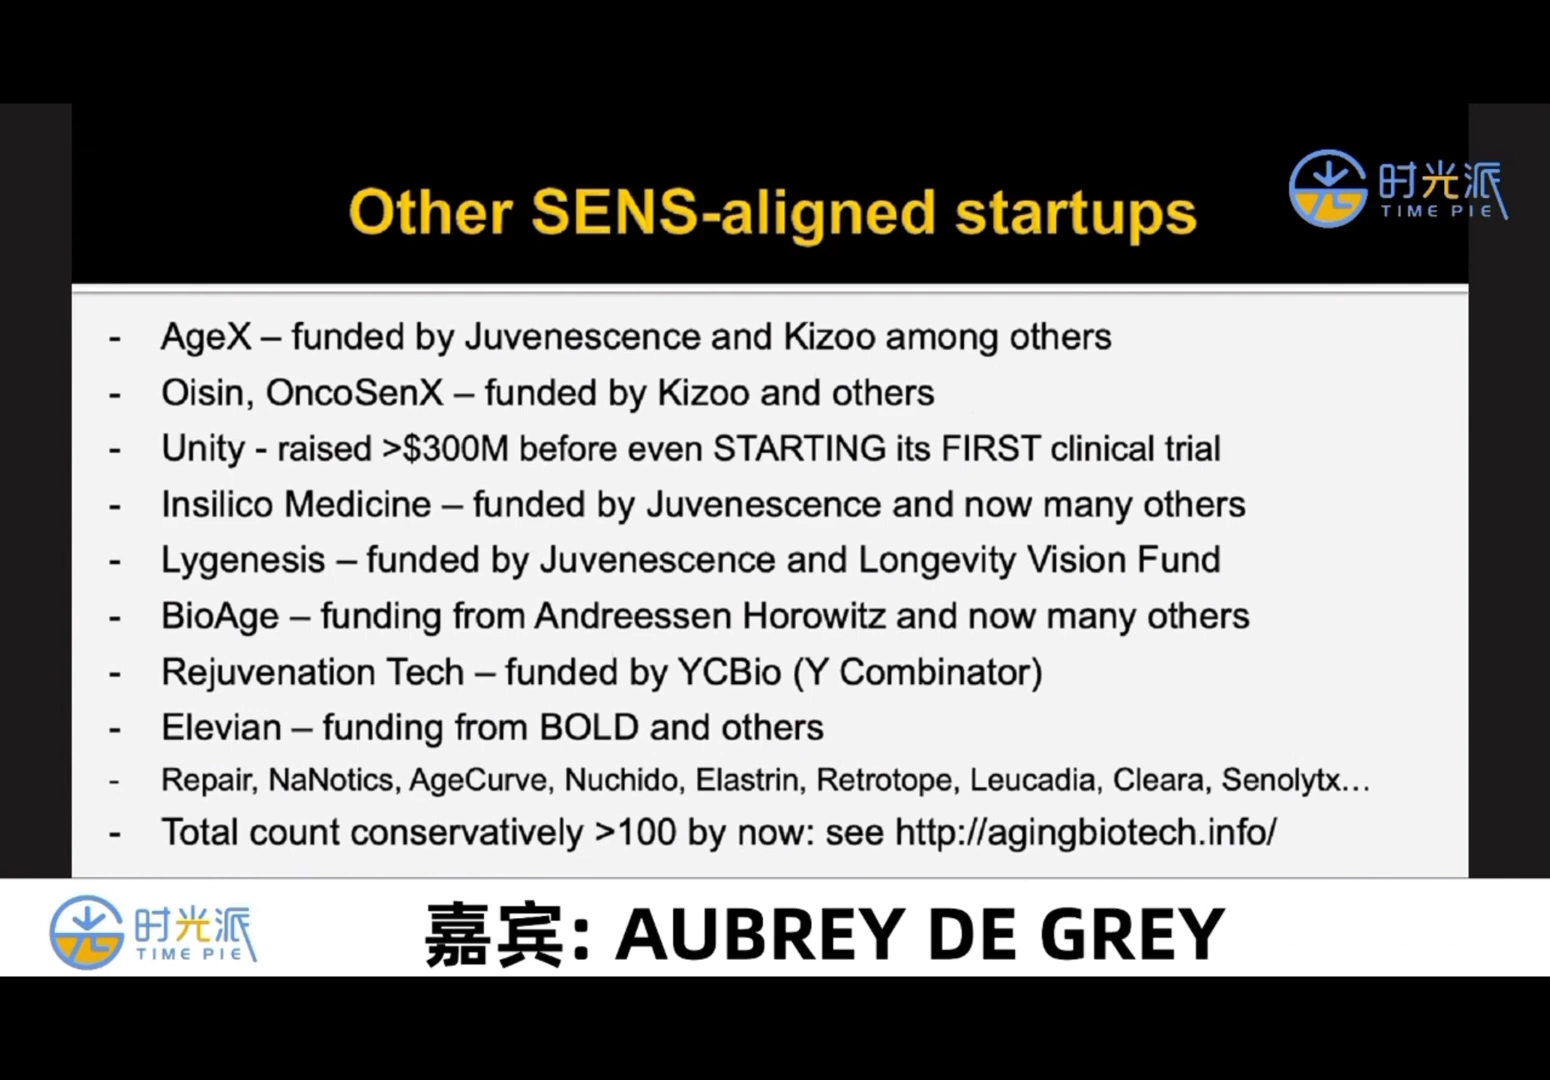 时光派
TIME PIE
Other SENS-aligned startups
- AgeX – funded by Juvenescence and Kizoo among others
- Oisin, OncoSenX – funded by Kizoo and others
- Unity - raised >$300M before even STARTING its FIRST clinical trial
- Insilico Medicine – funded by Juvenescence and now many others
- Lygenesis – funded by Juvenescence and Longevity Vision Fund
- BioAge – funding from Andreessen Horowitz and now many others
- Rejuvenation Tech – funded by YCBio (Y Combinator)
- Elevian – funding from BOLD and others
- Repair, NaNotics, AgeCurve, Nuchido, Elastrin, Retrotope, Leucadia, Cleara, Senolytx…
- Total count conservatively >100 by now: see http://agingbiotech.info/
时光派
TIME PIE
嘉宾: AUBREY DE GREY